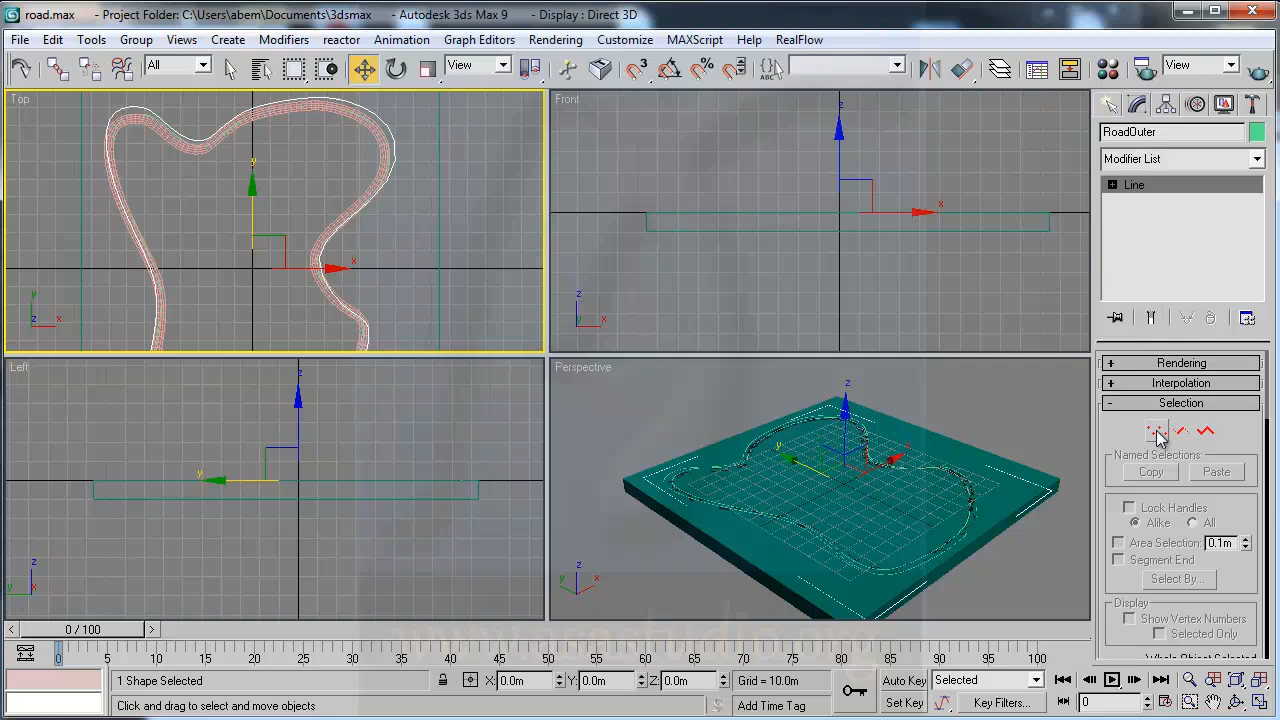 road.max - Project Folder: C:\Users\abem\Documents\3dsmax - Autodesk 3ds Max 9 - Display : Direct 3D
File Edit Tools Group Views Create Modifiers reactor Animation Graph Editors Rendering Customize MAXScript Help RealFlow
All View 3 % ABC View
Top
y
x
y
z
x
Front
z
x
z
y
x
Left
z
y
z
y
x
Perspective
z
y
x
z
y
x
RoadOuter
Modifier List
Line
+ Rendering
+ Interpolation
- Selection
Named Selections:
Copy Paste
Lock Handles
Alike All
Area Selection: 0.1m
Segment End
Select By...
Display
Show Vertex Numbers
Selected Only
Whole Object Selected
< 0 / 100 >
0 5 10 15 20 25 30 35 40 45 50 55 60 65 70 75 80 85 90 95 100
1 Shape Selected X: 0.0m Y: 0.0m Z: 0.0m Grid = 10.0m Auto Key Selected
Click and drag to select and move objects Add Time Tag Set Key Key Filters... 0